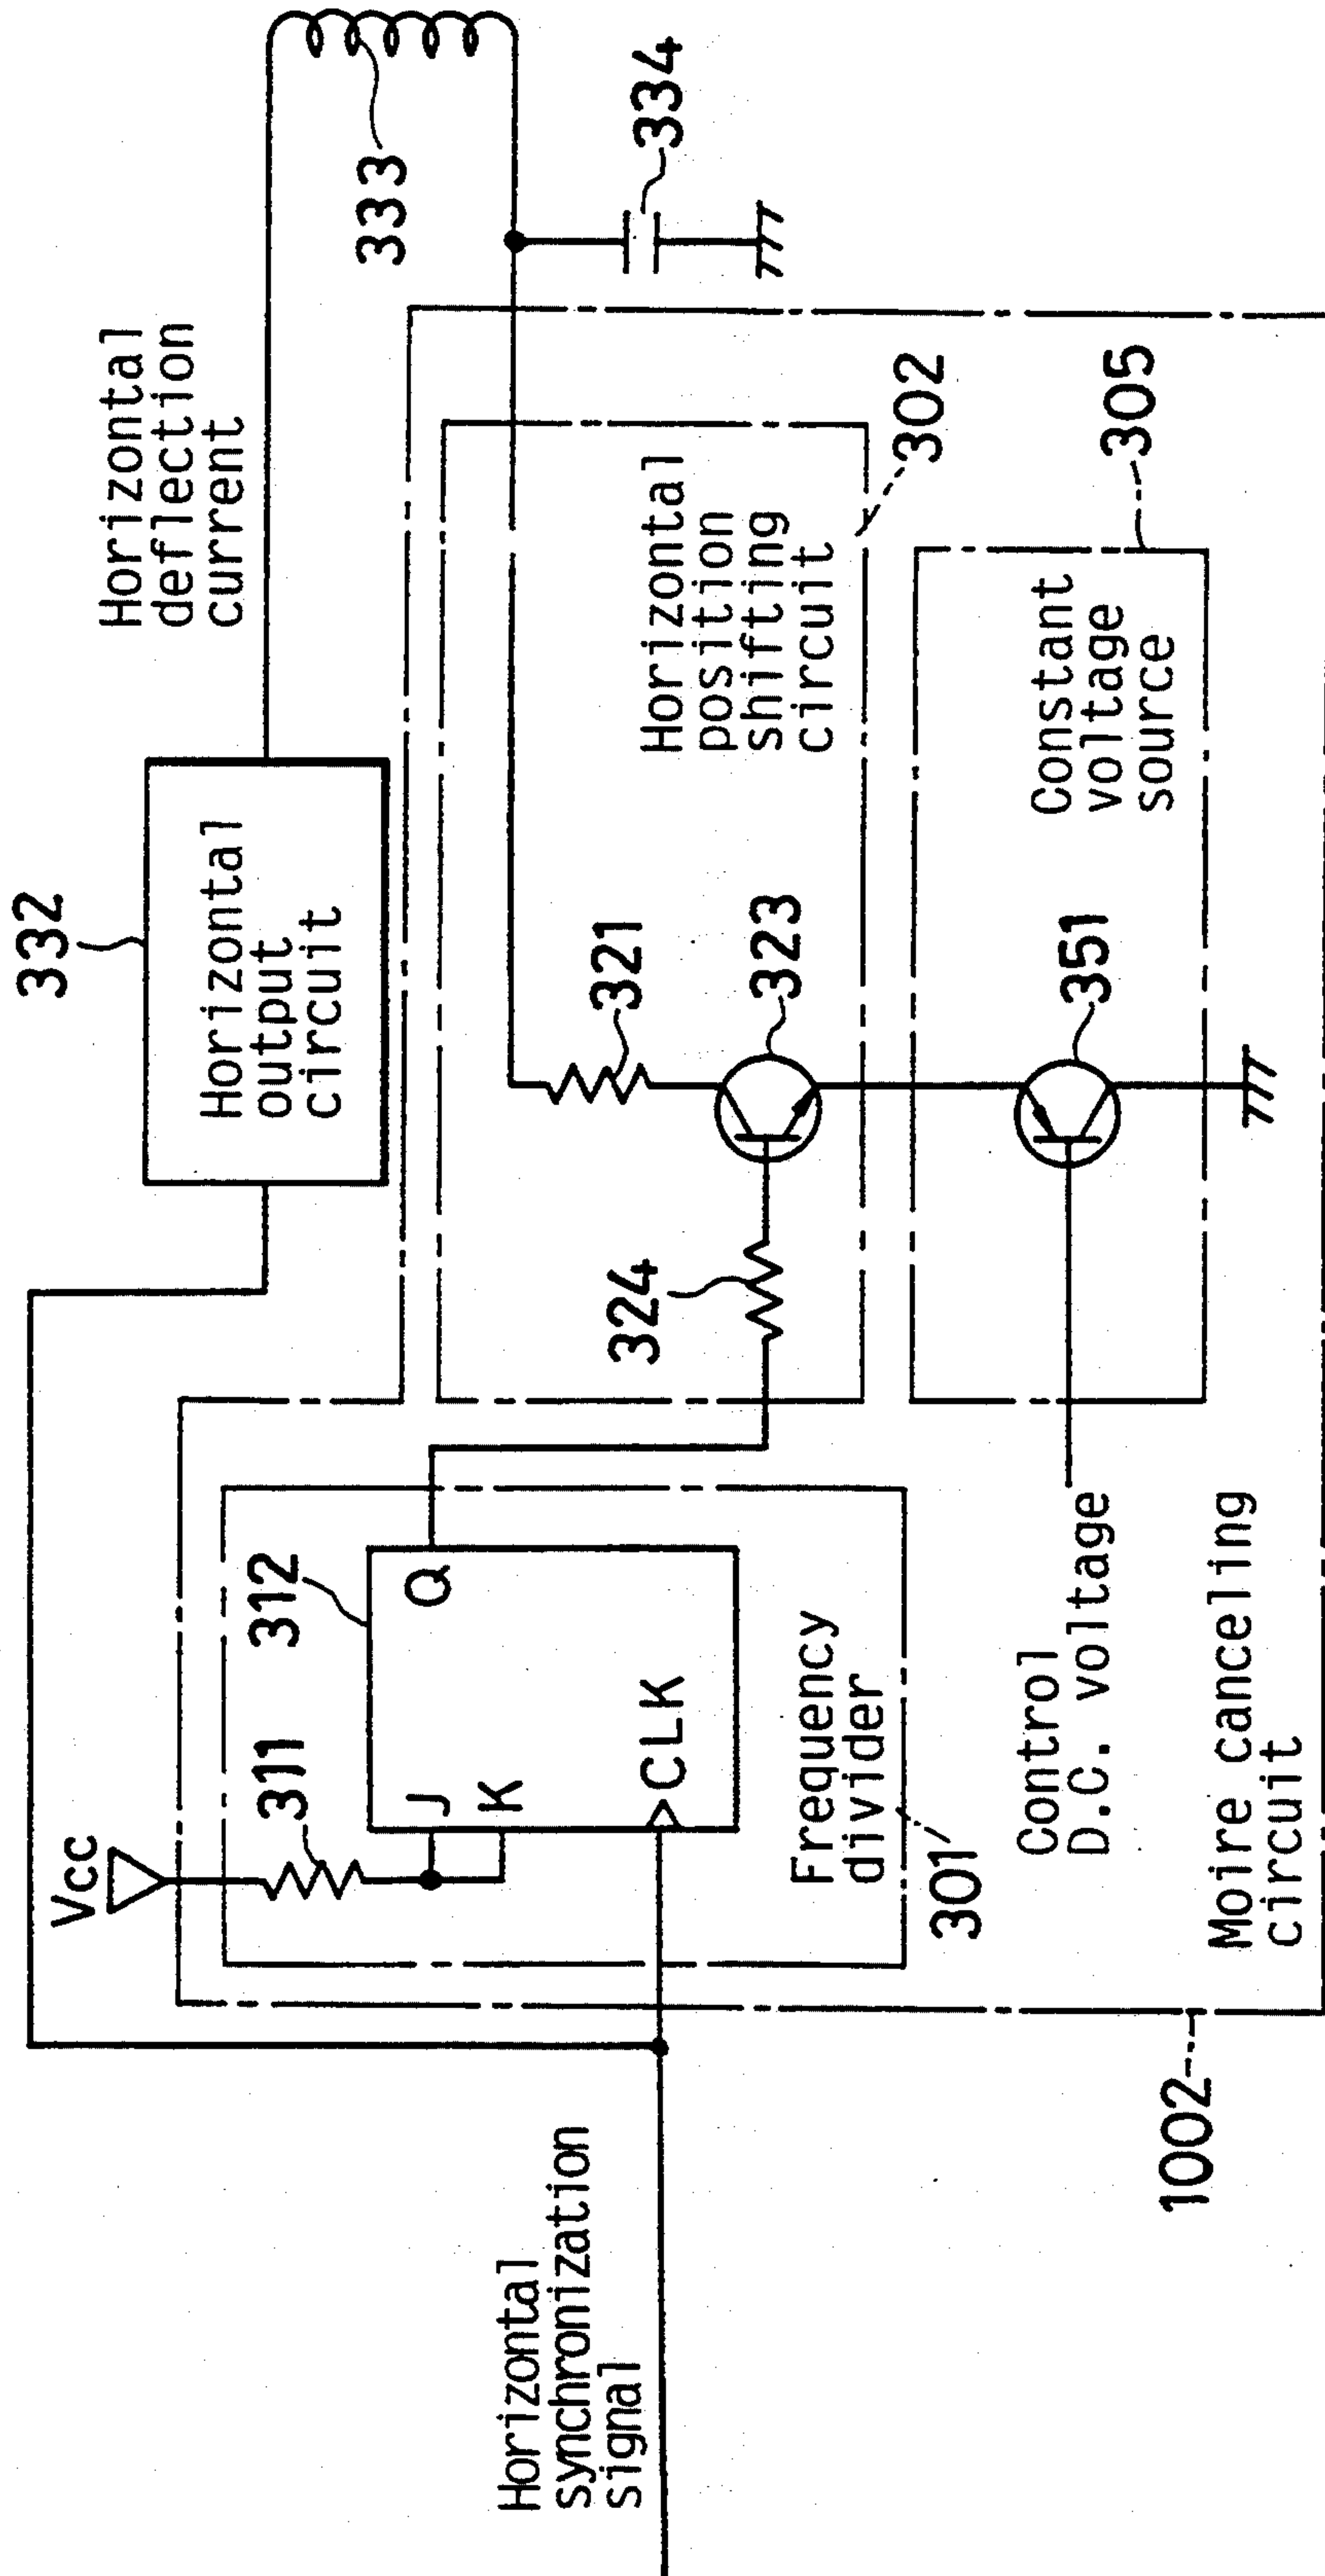 332
Horizontal
output
circuit
Horizontal
deflection
current
333
334
Vcc
311
312
J
K
Q
CLK
Frequency
divider
301
324
321
323
Horizontal
position
shifting
circuit
302
351
Constant
voltage
source
305
Control
D.C. voltage
Moire canceling
circuit
1002
Horizontal
synchronization
signal